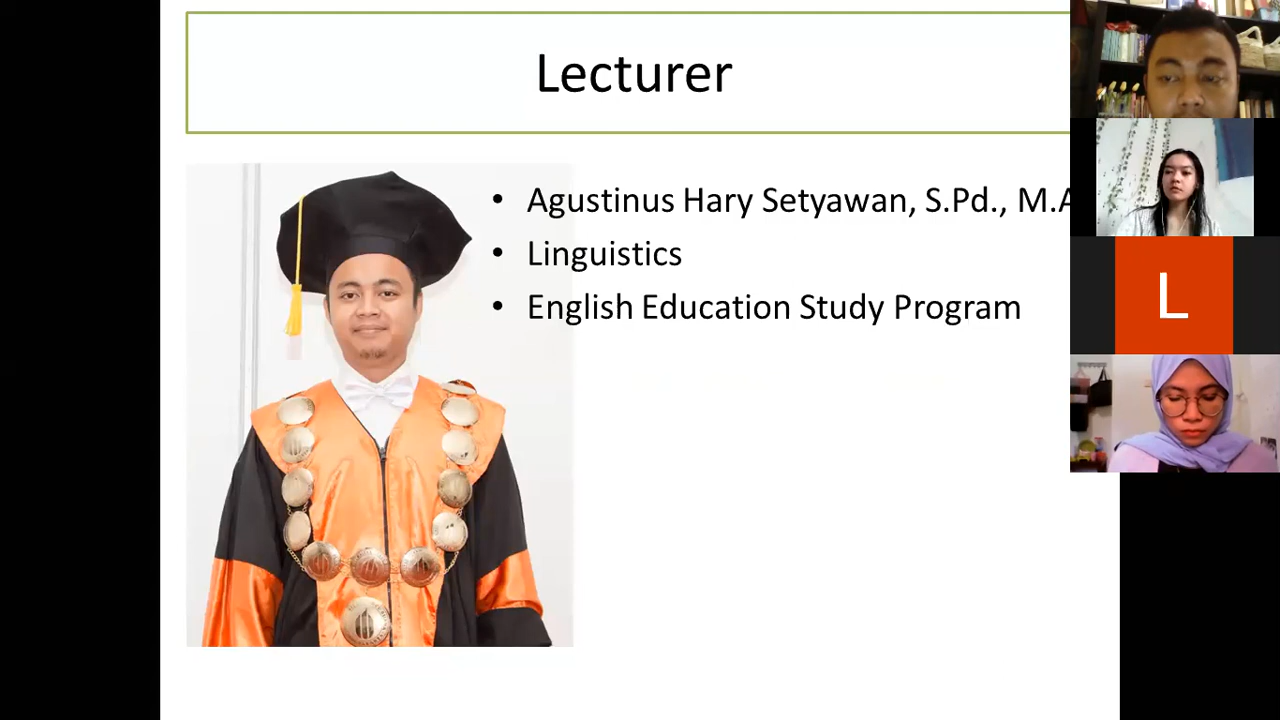 Lecturer
• Agustinus Hary Setyawan, S.Pd., M.A
• Linguistics
• English Education Study Program
L